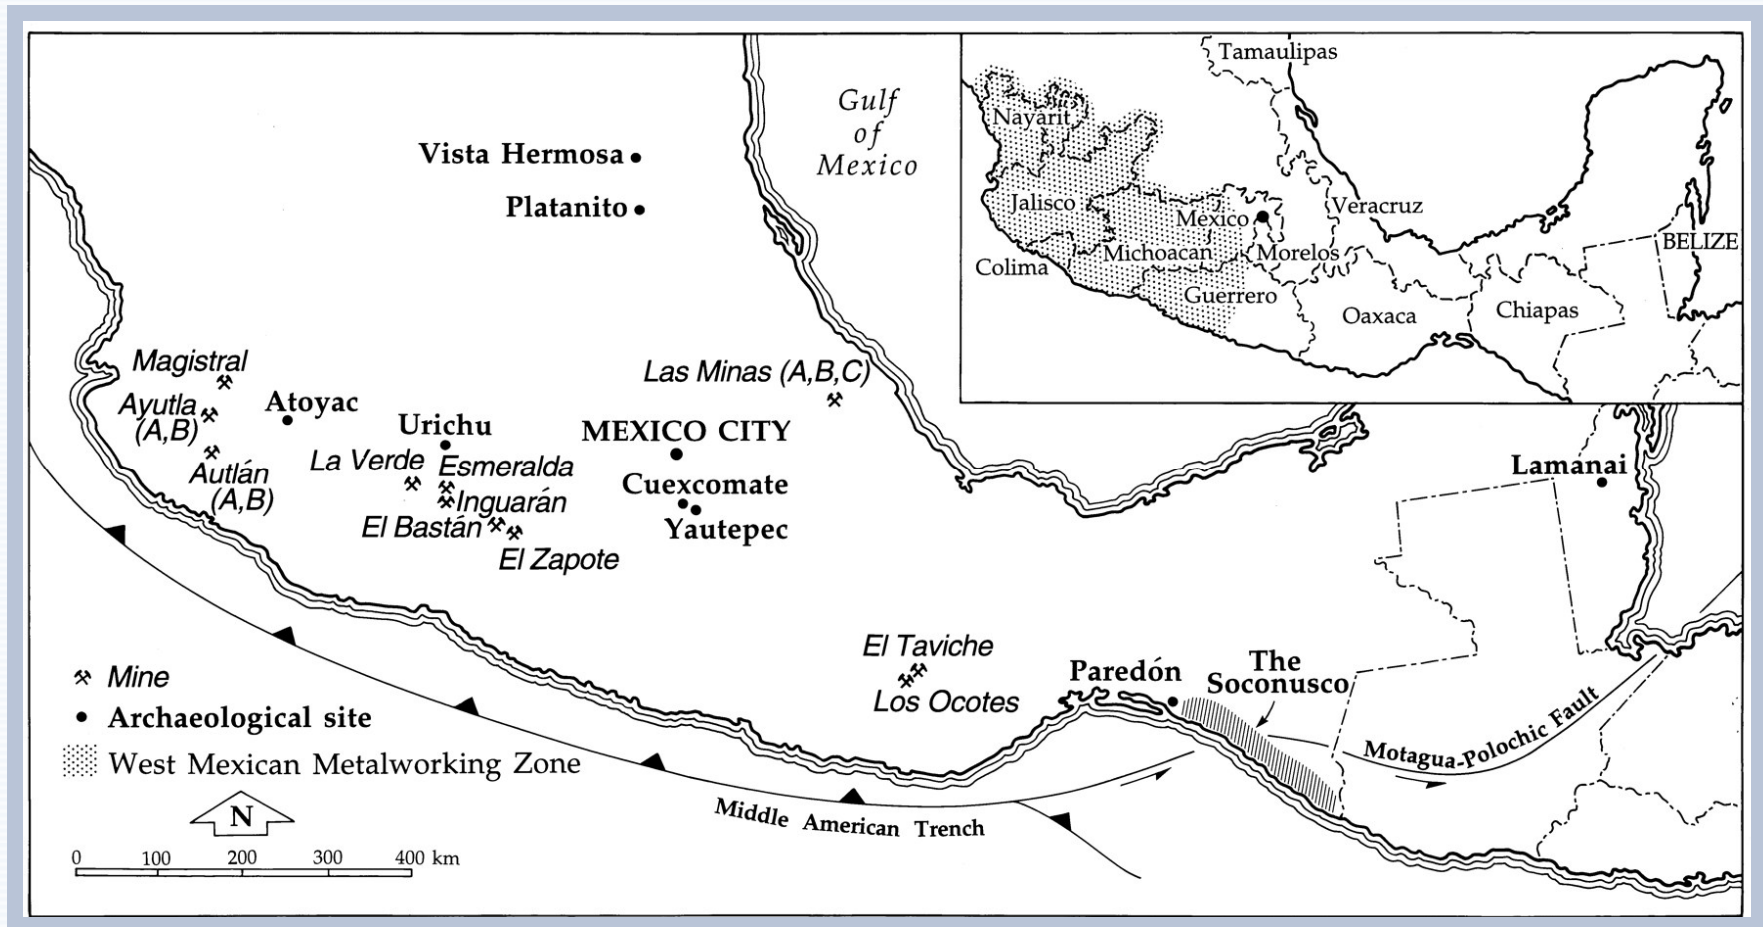 Gulf
of
Mexico
Vista Hermosa
Platanito
Magistral
Ayutla
(A,B)
Atoyac
Autlán
(A,B)
Urichu
La Verde
Esmeralda
Inguarán
El Bastán
El Zapote
Las Minas (A,B,C)
MEXICO CITY
Cuexcomate
Yautepec
El Taviche
Los Ocotes
Paredón
The
Soconusco
Lamanai
Motagua-Polochic Fault
Middle American Trench
Tamaulipas
Nayarit
Jalisco
Mexico
Veracruz
Colima
Michoacan
Morelos
Guerrero
Oaxaca
Chiapas
BELIZE
Mine
Archaeological site
West Mexican Metalworking Zone
N
0 100 200 300 400 km